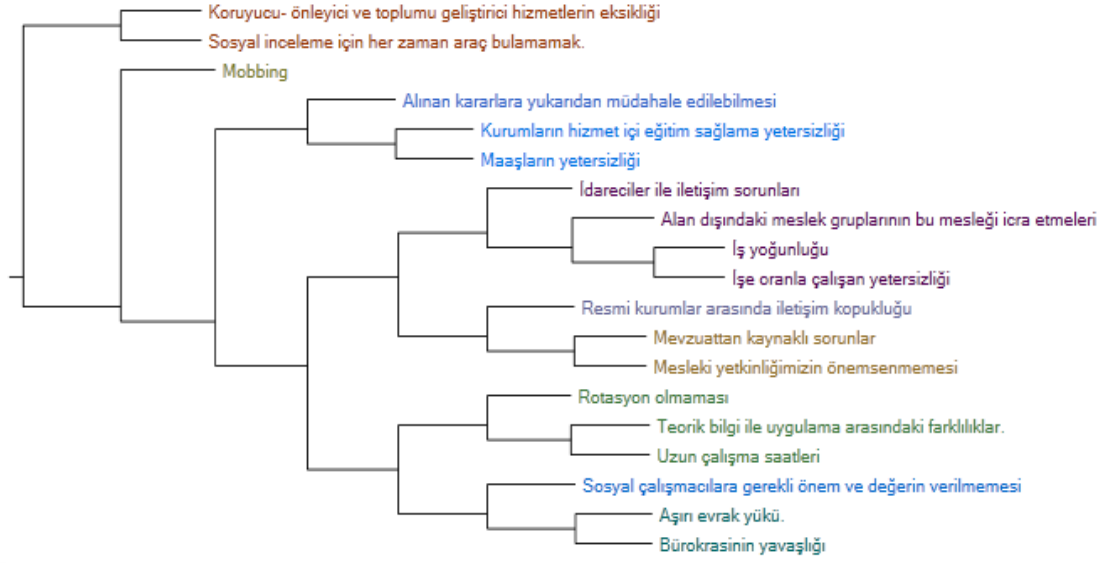 Koruyucu- önleyici ve toplumu geliştirici hizmetlerin eksikliği
Sosyal inceleme için her zaman araç bulamamak.
Mobbing
Alınan kararlara yukarıdan müdahale edilebilmesi
Kurumların hizmet içi eğitim sağlama yetersizliği
Maaşların yetersizliği
İdareciler ile iletişim sorunları
Alan dışındaki meslek gruplarının bu mesleği icra etmeleri
İş yoğunluğu
İşe oranla çalışan yetersizliği
Resmi kurumlar arasında iletişim kopukluğu
Mevzuattan kaynaklı sorunlar
Mesleki yetkinliğimizin önemsenmemesi
Rotasyon olmaması
Teorik bilgi ile uygulama arasındaki farklılıklar.
Uzun çalışma saatleri
Sosyal çalışmacılara gerekli önem ve değerin verilmemesi
Aşırı evrak yükü.
Bürokrasinin yavaşlığı